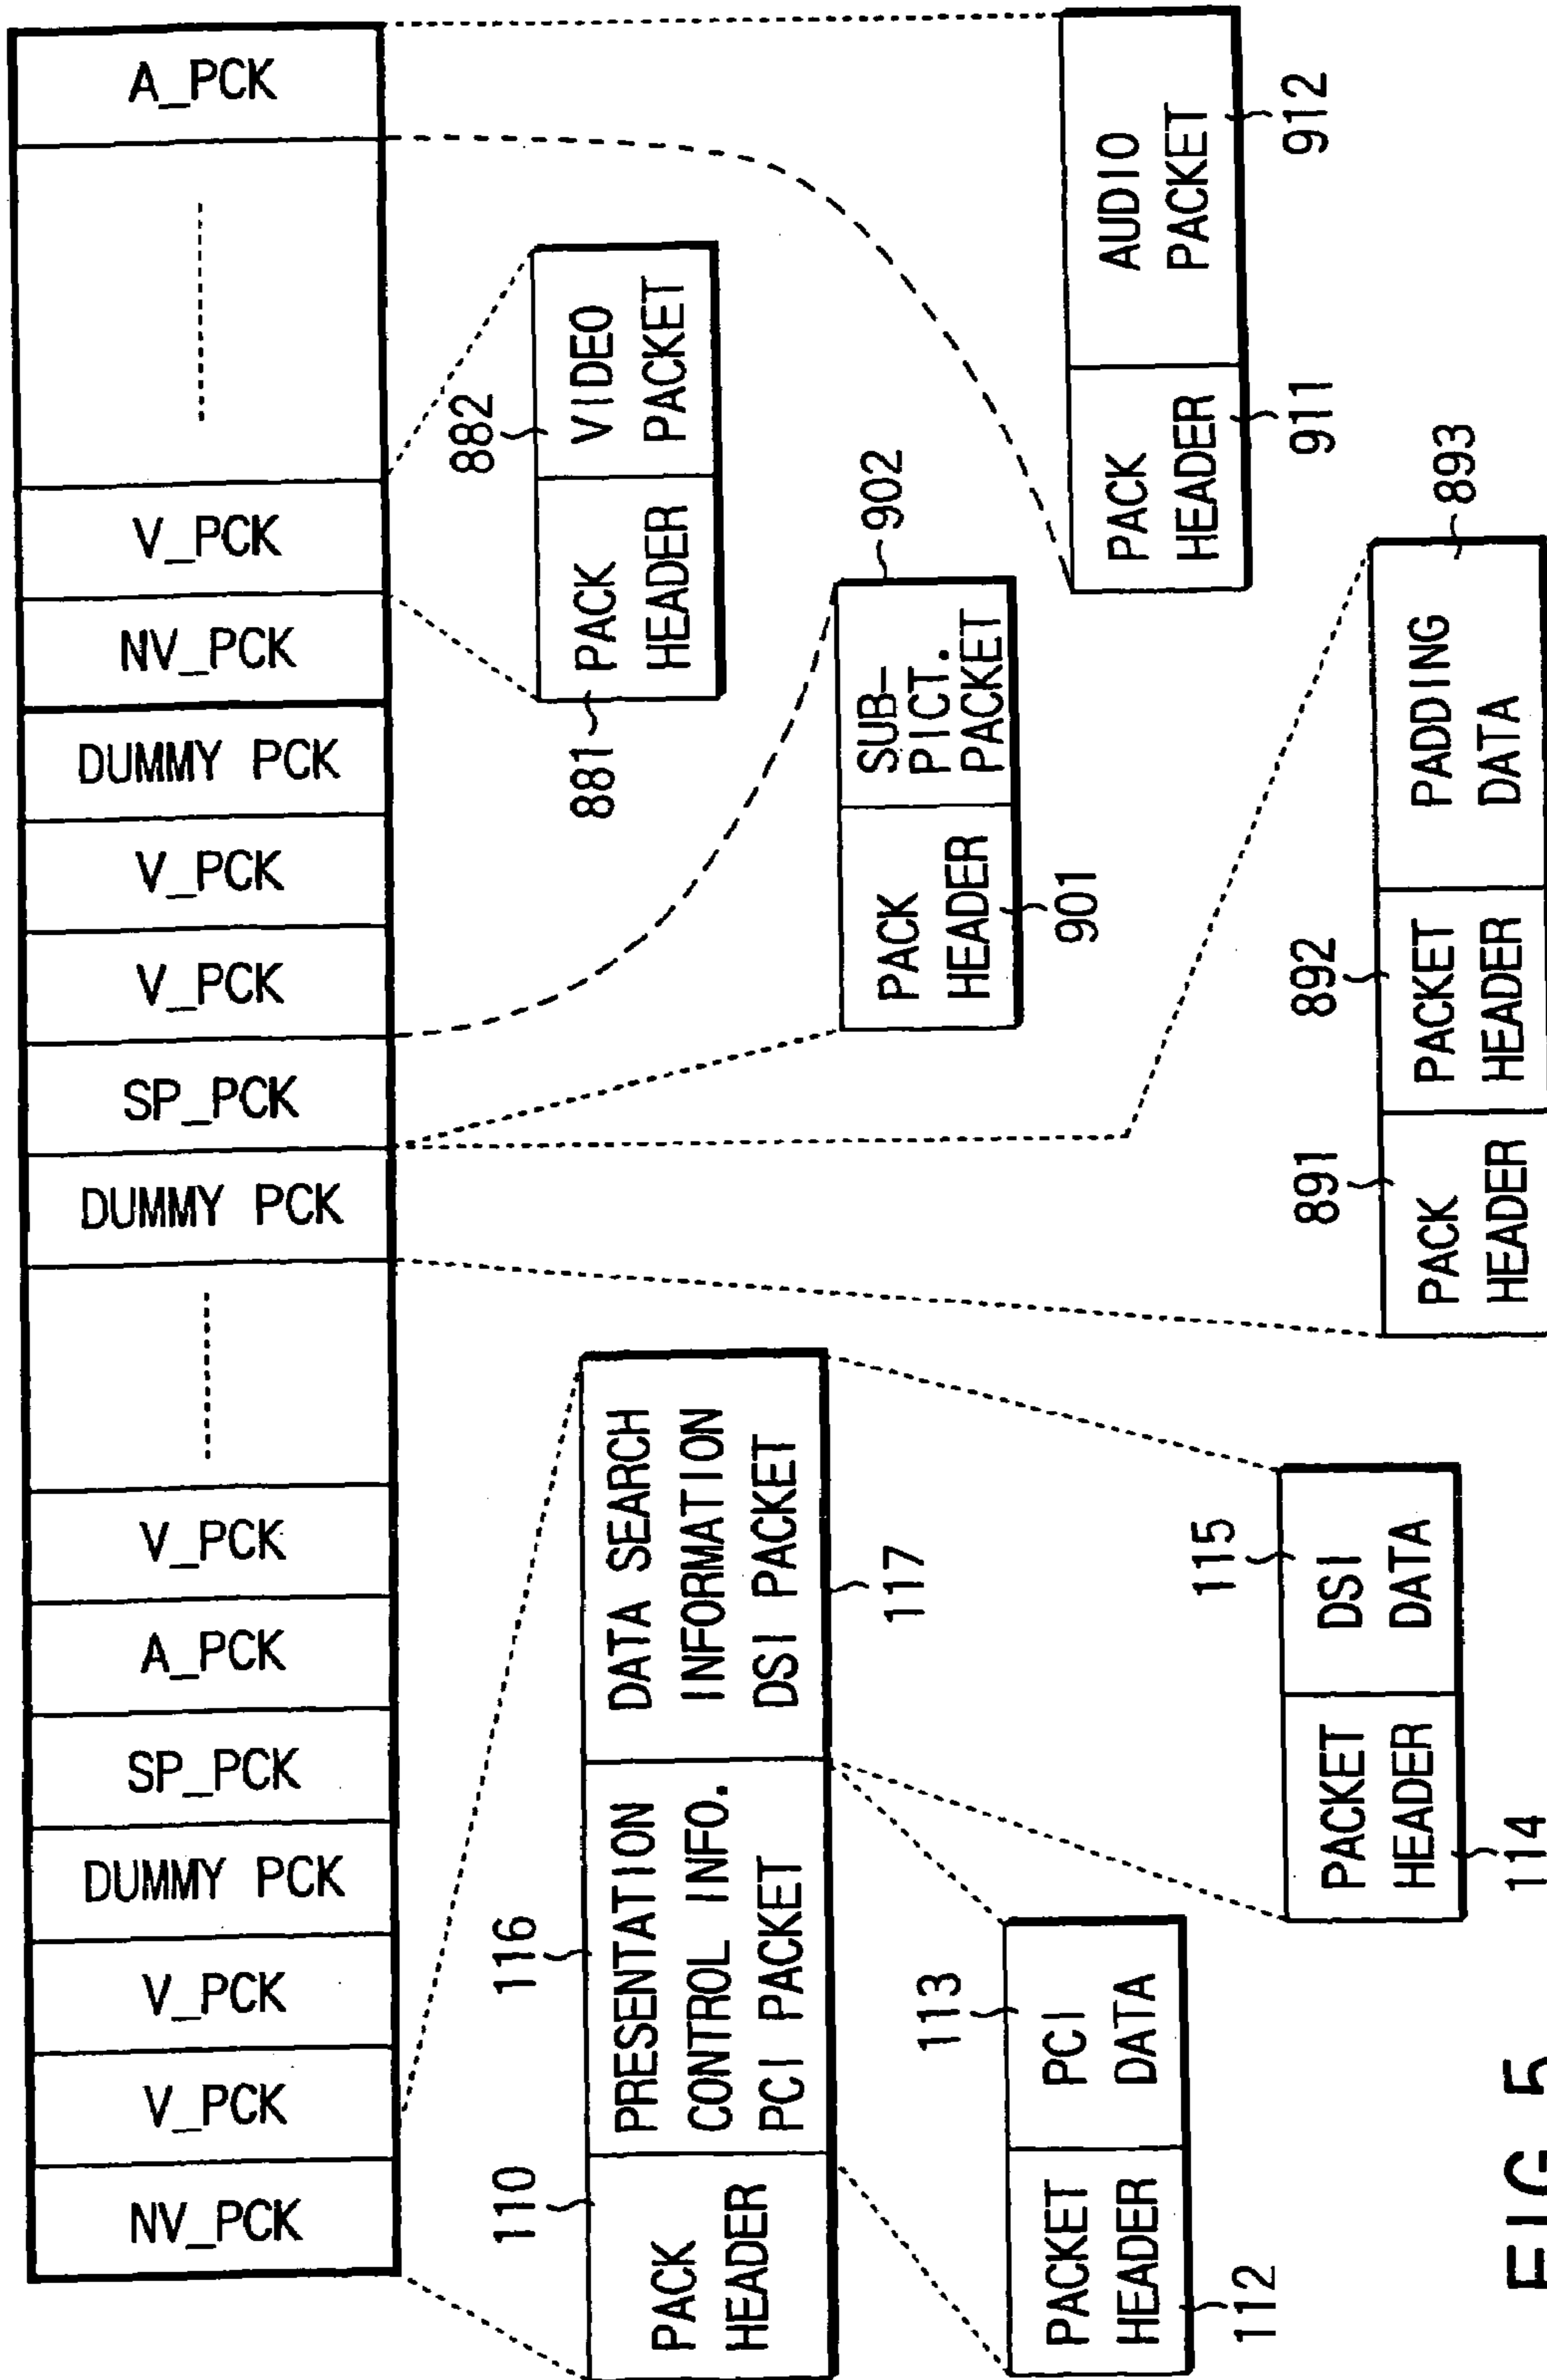 NV_PCK
V_PCK
V_PCK
DUMMY PCK
SP_PCK
A_PCK
V_PCK
DUMMY PCK
SP_PCK
V_PCK
V_PCK
DUMMY PCK
NV_PCK
V_PCK
A_PCK
110
PACK
HEADER
116
PRESENTATION
CONTROL INFO.
PCI PACKET
DATA SEARCH
INFORMATION
DSI PACKET
117
881
PACK
HEADER
882
VIDEO
PACKET
PACK
HEADER
901
SUB-
PICT.
PACKET
902
PACKET
HEADER
112
113
PCI
DATA
PACK
HEADER
911
AUDIO
PACKET
912
PACKET
HEADER
114
115
DSI
DATA
891
PACK
HEADER
892
PACKET
HEADER
PADDING
DATA
893
FIG. 5